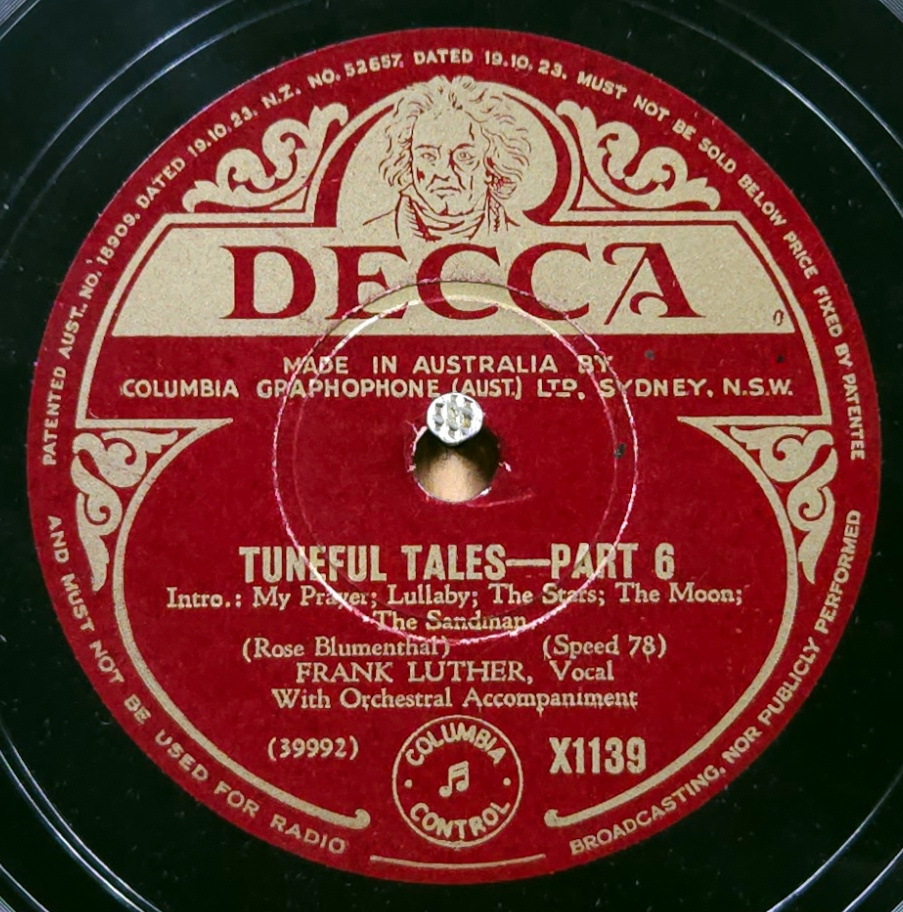 PATENTED AUST. NO. 18909, DATED 19.10.23, N.Z. NO. 52657, DATED 19.10.23. MUST NOT BE SOLD BELOW PRICE FIXED BY PATENTEE
DECCA
MADE IN AUSTRALIA BY
COLUMBIA GRAPHOPHONE (AUST.) LTD., SYDNEY, N.S.W.
TUNEFUL TALES—PART 6
Intro.: My Prayer; Lullaby; The Stars; The Moon;
The Sandman
(Rose Blumenthal) (Speed 78)
FRANK LUTHER, Vocal
With Orchestral Accompaniment
(39992) X1139
COLUMBIA
CONTROL
AND MUST NOT BE USED FOR RADIO BROADCASTING, NOR PUBLICLY PERFORMED